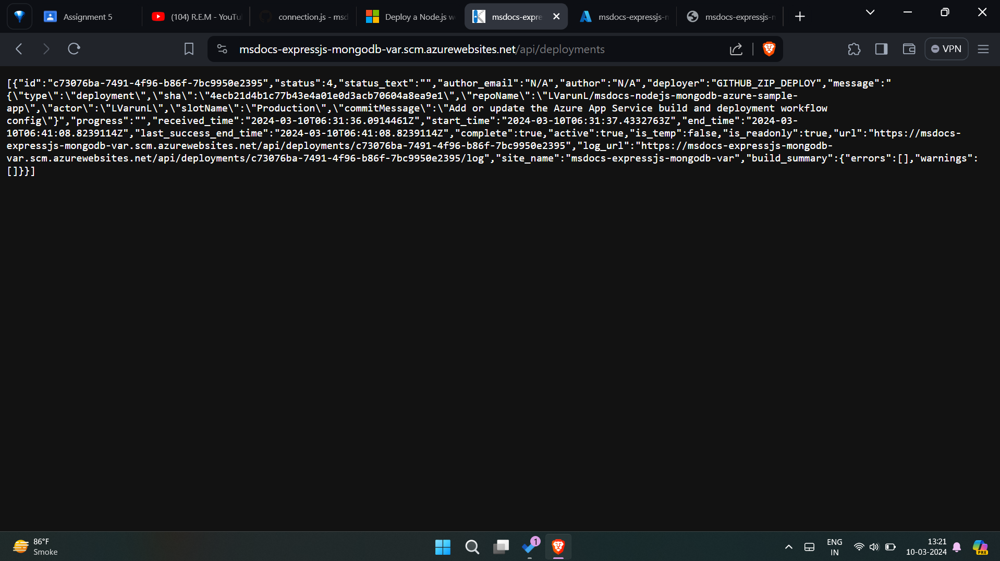 Assignment 5
(104) R.E.M - YouTu
connection.js - msd
Deploy a Node.js w
msdocs-expre
msdocs-expressjs-n
msdocs-expressjs-n
msdocs-expressjs-mongodb-var.scm.azurewebsites.net/api/deployments
VPN
[{"id":"c73076ba-7491-4f96-b86f-7bc9950e2395","status":4,"status_text":"","author_email":"N/A","author":"N/A","deployer":"GITHUB_ZIP_DEPLOY","message":"
{\"type\":\"deployment\",\"sha\":\"4ecb21d4b1c77b43e4a01e0d3acb70604a8ea9e1\",\"repoName\":\"LVarunL/msdocs-nodejs-mongodb-azure-sample-
app\",\"actor\":\"LVarunL\",\"slotName\":\"Production\",\"commitMessage\":\"Add or update the Azure App Service build and deployment workflow
config\"}","progress":"","received_time":"2024-03-10T06:31:36.0914461Z","start_time":"2024-03-10T06:31:37.4332763Z","end_time":"2024-03-
10T06:41:08.8239114Z","last_success_end_time":"2024-03-10T06:41:08.8239114Z","complete":true,"active":true,"is_temp":false,"is_readonly":true,"url":"https://msdocs-
expressjs-mongodb-var.scm.azurewebsites.net/api/deployments/c73076ba-7491-4f96-b86f-7bc9950e2395","log_url":"https://msdocs-expressjs-mongodb-
var.scm.azurewebsites.net/api/deployments/c73076ba-7491-4f96-b86f-7bc9950e2395/log","site_name":"msdocs-expressjs-mongodb-var","build_summary":{"errors":[],"warnings":
[]}}]
86°F
Smoke
1
ENG
IN
13:21
10-03-2024
PRE